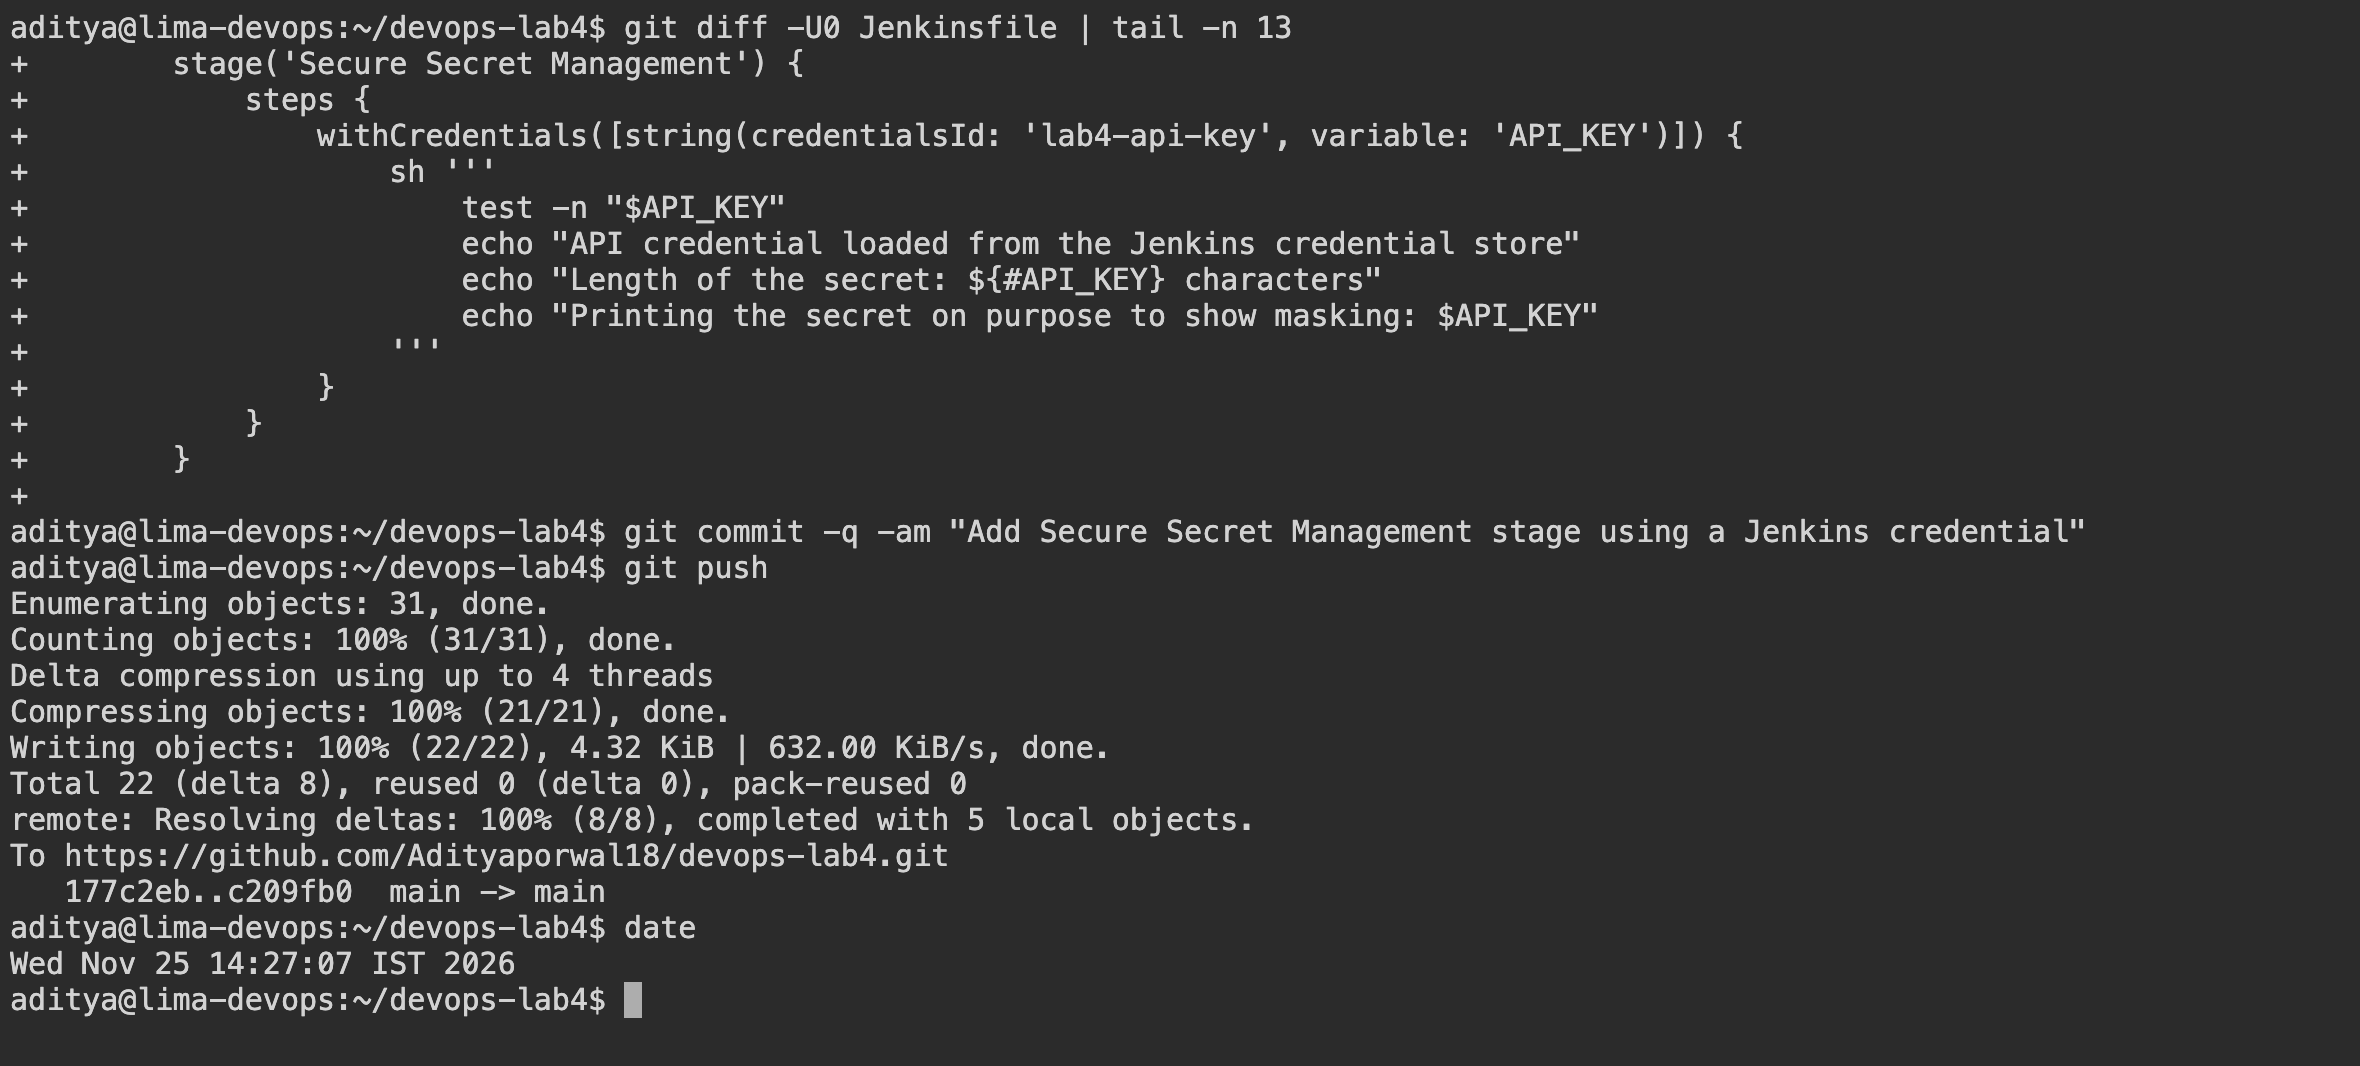 aditya@lima-devops:~/devops-lab4$ git diff -U0 Jenkinsfile | tail -n 13
+        stage('Secure Secret Management') {
+            steps {
+                withCredentials([string(credentialsId: 'lab4-api-key', variable: 'API_KEY')]) {
+                    sh '''
+                        test -n "$API_KEY"
+                        echo "API credential loaded from the Jenkins credential store"
+                        echo "Length of the secret: ${#API_KEY} characters"
+                        echo "Printing the secret on purpose to show masking: $API_KEY"
+                    '''
+                }
+            }
+        }
+
aditya@lima-devops:~/devops-lab4$ git commit -q -am "Add Secure Secret Management stage using a Jenkins credential"
aditya@lima-devops:~/devops-lab4$ git push
Enumerating objects: 31, done.
Counting objects: 100% (31/31), done.
Delta compression using up to 4 threads
Compressing objects: 100% (21/21), done.
Writing objects: 100% (22/22), 4.32 KiB | 632.00 KiB/s, done.
Total 22 (delta 8), reused 0 (delta 0), pack-reused 0
remote: Resolving deltas: 100% (8/8), completed with 5 local objects.
To https://github.com/Adityaporwal18/devops-lab4.git
   177c2eb..c209fb0  main -> main
aditya@lima-devops:~/devops-lab4$ date
Wed Nov 25 14:27:07 IST 2026
aditya@lima-devops:~/devops-lab4$